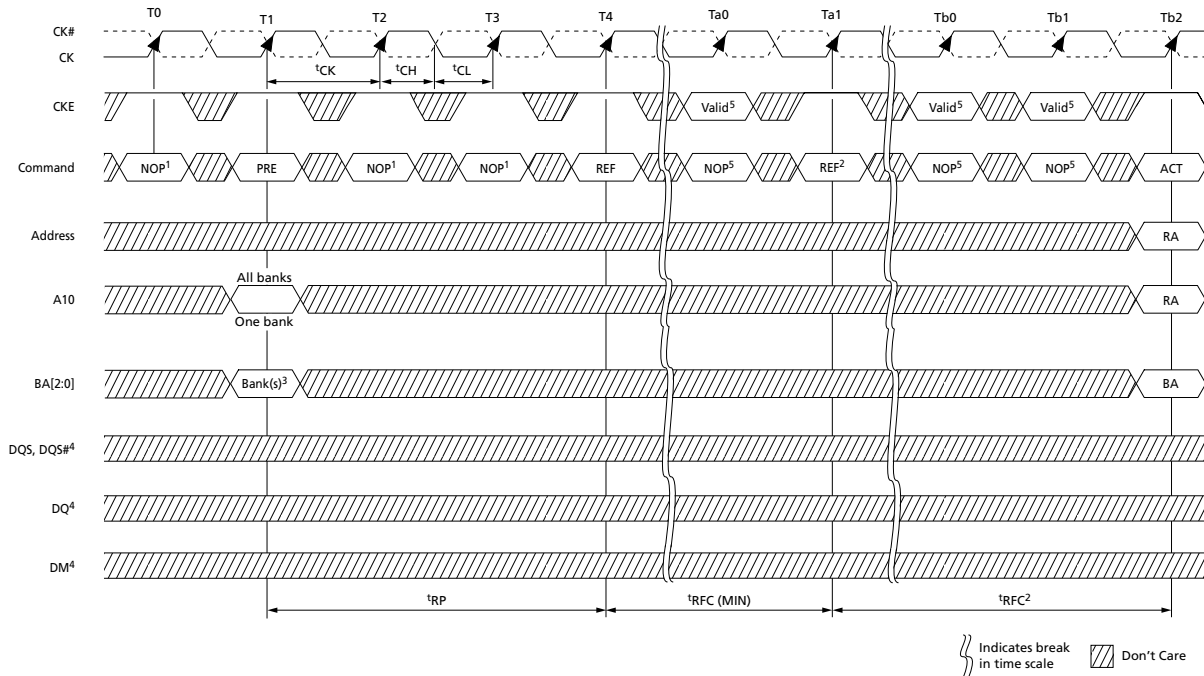 T0 T1 T2 T3 T4 Ta0 Ta1 Tb0 Tb1 Tb2
CK#
CK
tCK tCH tCL
CKE Valid5 Valid5 Valid5
Command NOP1 PRE NOP1 NOP1 REF NOP5 REF2 NOP5 NOP5 ACT
Address RA
All banks
A10 RA
One bank
BA[2:0] Bank(s)3 BA
DQS, DQS#4
DQ4
DM4
tRP tRFC (MIN) tRFC2
Indicates break
in time scale
Don't Care